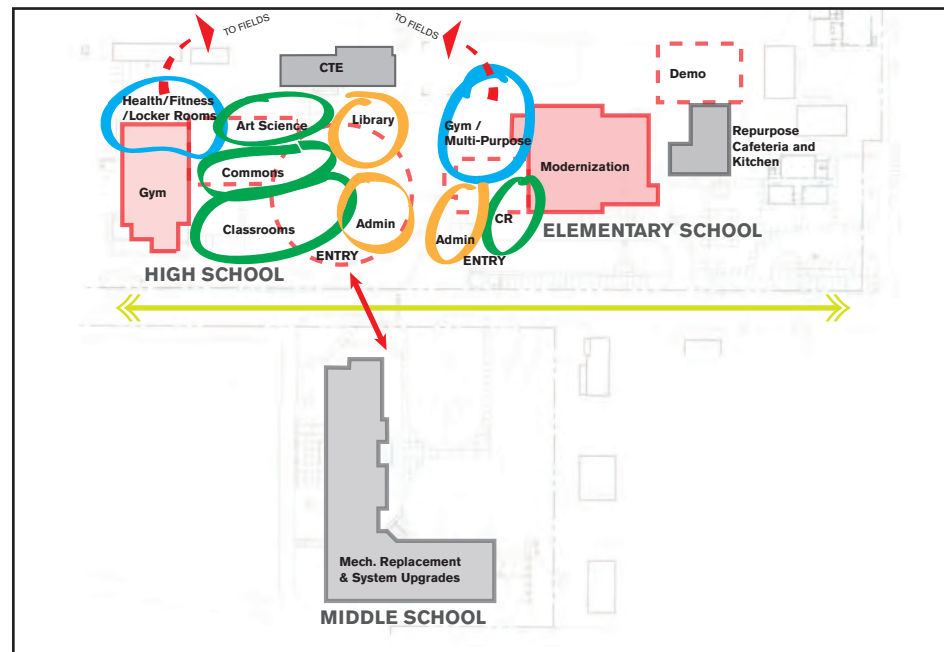 TO FIELDS
TO FIELDS
CTE
Demo
Health/Fitness
/Locker Rooms
Art Science
Library
Gym /
Multi-Purpose
Repurpose
Cafeteria and
Kitchen
Commons
Modernization
Gym
Classrooms
Admin
CR
Admin
ENTRY
ENTRY
HIGH SCHOOL
ELEMENTARY SCHOOL
Mech. Replacement
& System Upgrades
MIDDLE SCHOOL